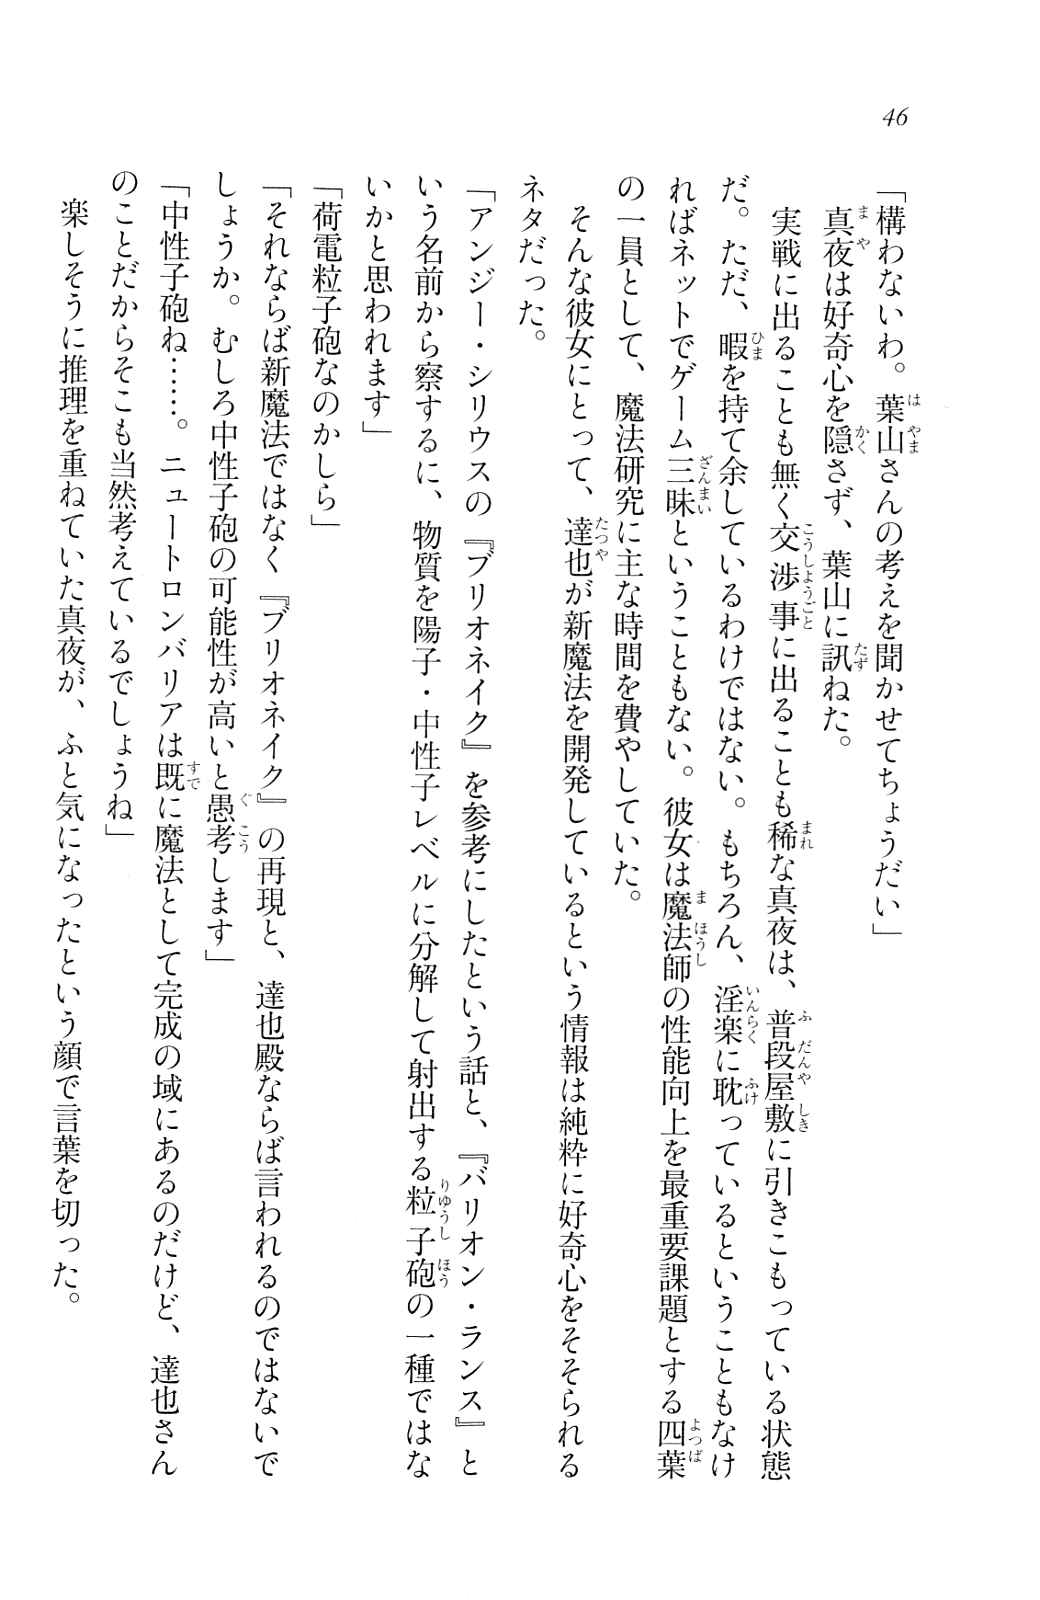 46
「構わないわ。葉山さんの考えを聞かせてちょうだい」
真夜は好奇心を隠さず、葉山に訊ねた。
実戦に出ることも無く交渉事に出ることも稀な真夜は、普段屋敷に引きこもっている状態
だ。ただ、暇を持て余しているわけではない。もちろん、淫楽に耽っているということもなけ
ればネットでゲーム三昧ということもない。彼女は魔法師の性能向上を最重要課題とする四葉
の一員として、魔法研究に主な時間を費やしていた。
そんな彼女にとって、達也が新魔法を開発しているという情報は純粋に好奇心をそそられる
ネタだった。
「アンジー・シリウスの『ブリオネイク』を参考にしたという話と、『バリオン・ランス』と
いう名前から察するに、物質を陽子・中性子レベルに分解して射出する粒子砲の一種ではな
いかと思われます」
「荷電粒子砲なのかしら」
「それならば新魔法ではなく『ブリオネイク』の再現と、達也殿ならば言われるのではないで
しょうか。むしろ中性子砲の可能性が高いと愚考します」
「中性子砲ね……。ニュートロンバリアは既に魔法として完成の域にあるのだけど、達也さん
のことだからそこも当然考えているでしょうね」
楽しそうに推理を重ねていた真夜が、ふと気になったという顔で言葉を切った。